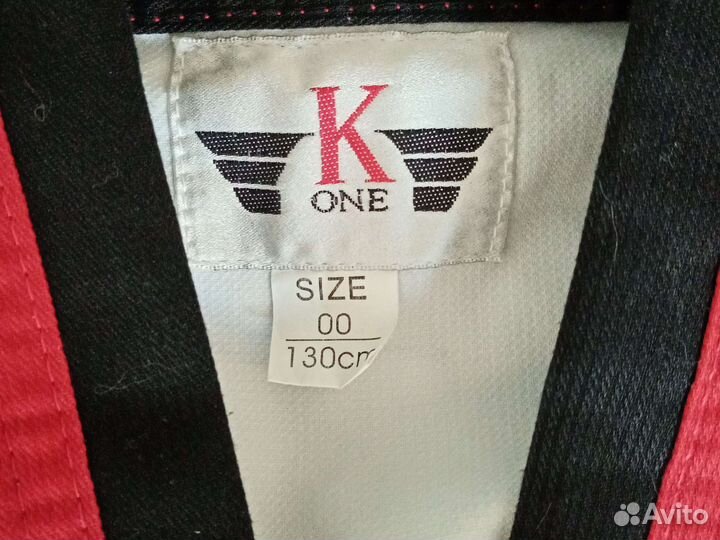 K
ONE
SIZE
00
130cm
Avito